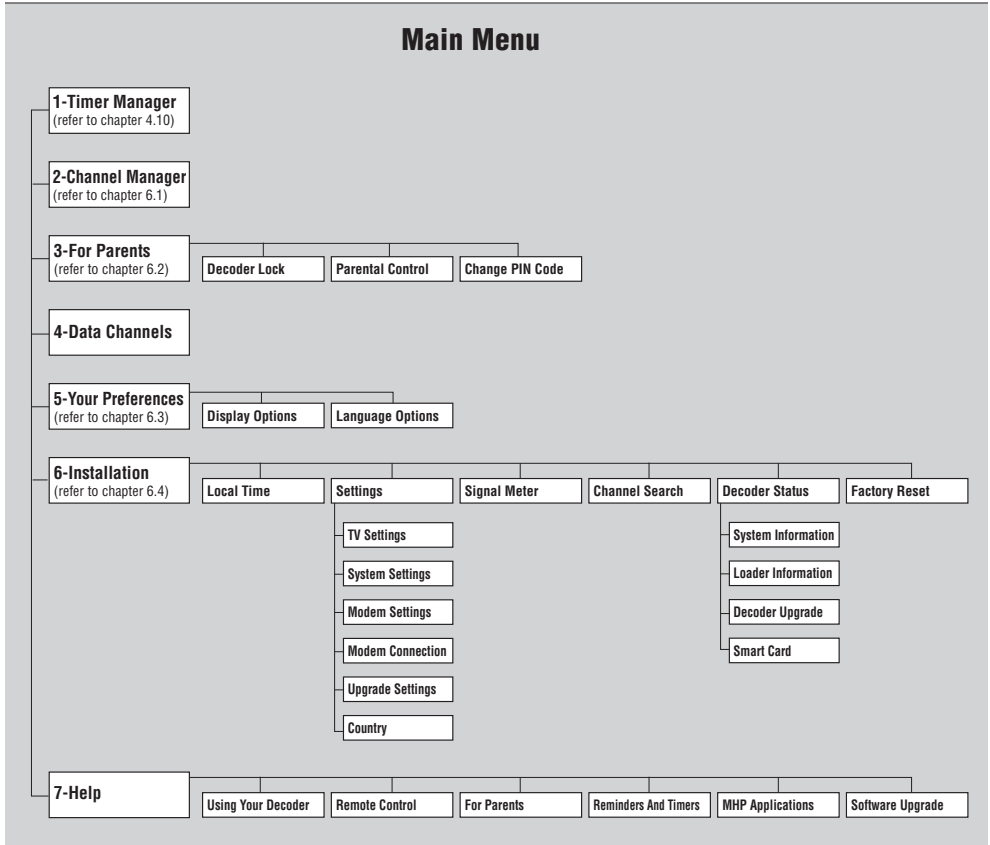 Main Menu
1-Timer Manager
(refer to chapter 4.10)
2-Channel Manager
(refer to chapter 6.1)
3-For Parents
(refer to chapter 6.2)
Decoder Lock
Parental Control
Change PIN Code
4-Data Channels
5-Your Preferences
(refer to chapter 6.3)
Display Options
Language Options
6-Installation
(refer to chapter 6.4)
Local Time
Settings
Signal Meter
Channel Search
Decoder Status
Factory Reset
TV Settings
System Settings
Modem Settings
Modem Connection
Upgrade Settings
Country
System Information
Loader Information
Decoder Upgrade
Smart Card
7-Help
Using Your Decoder
Remote Control
For Parents
Reminders And Timers
MHP Applications
Software Upgrade